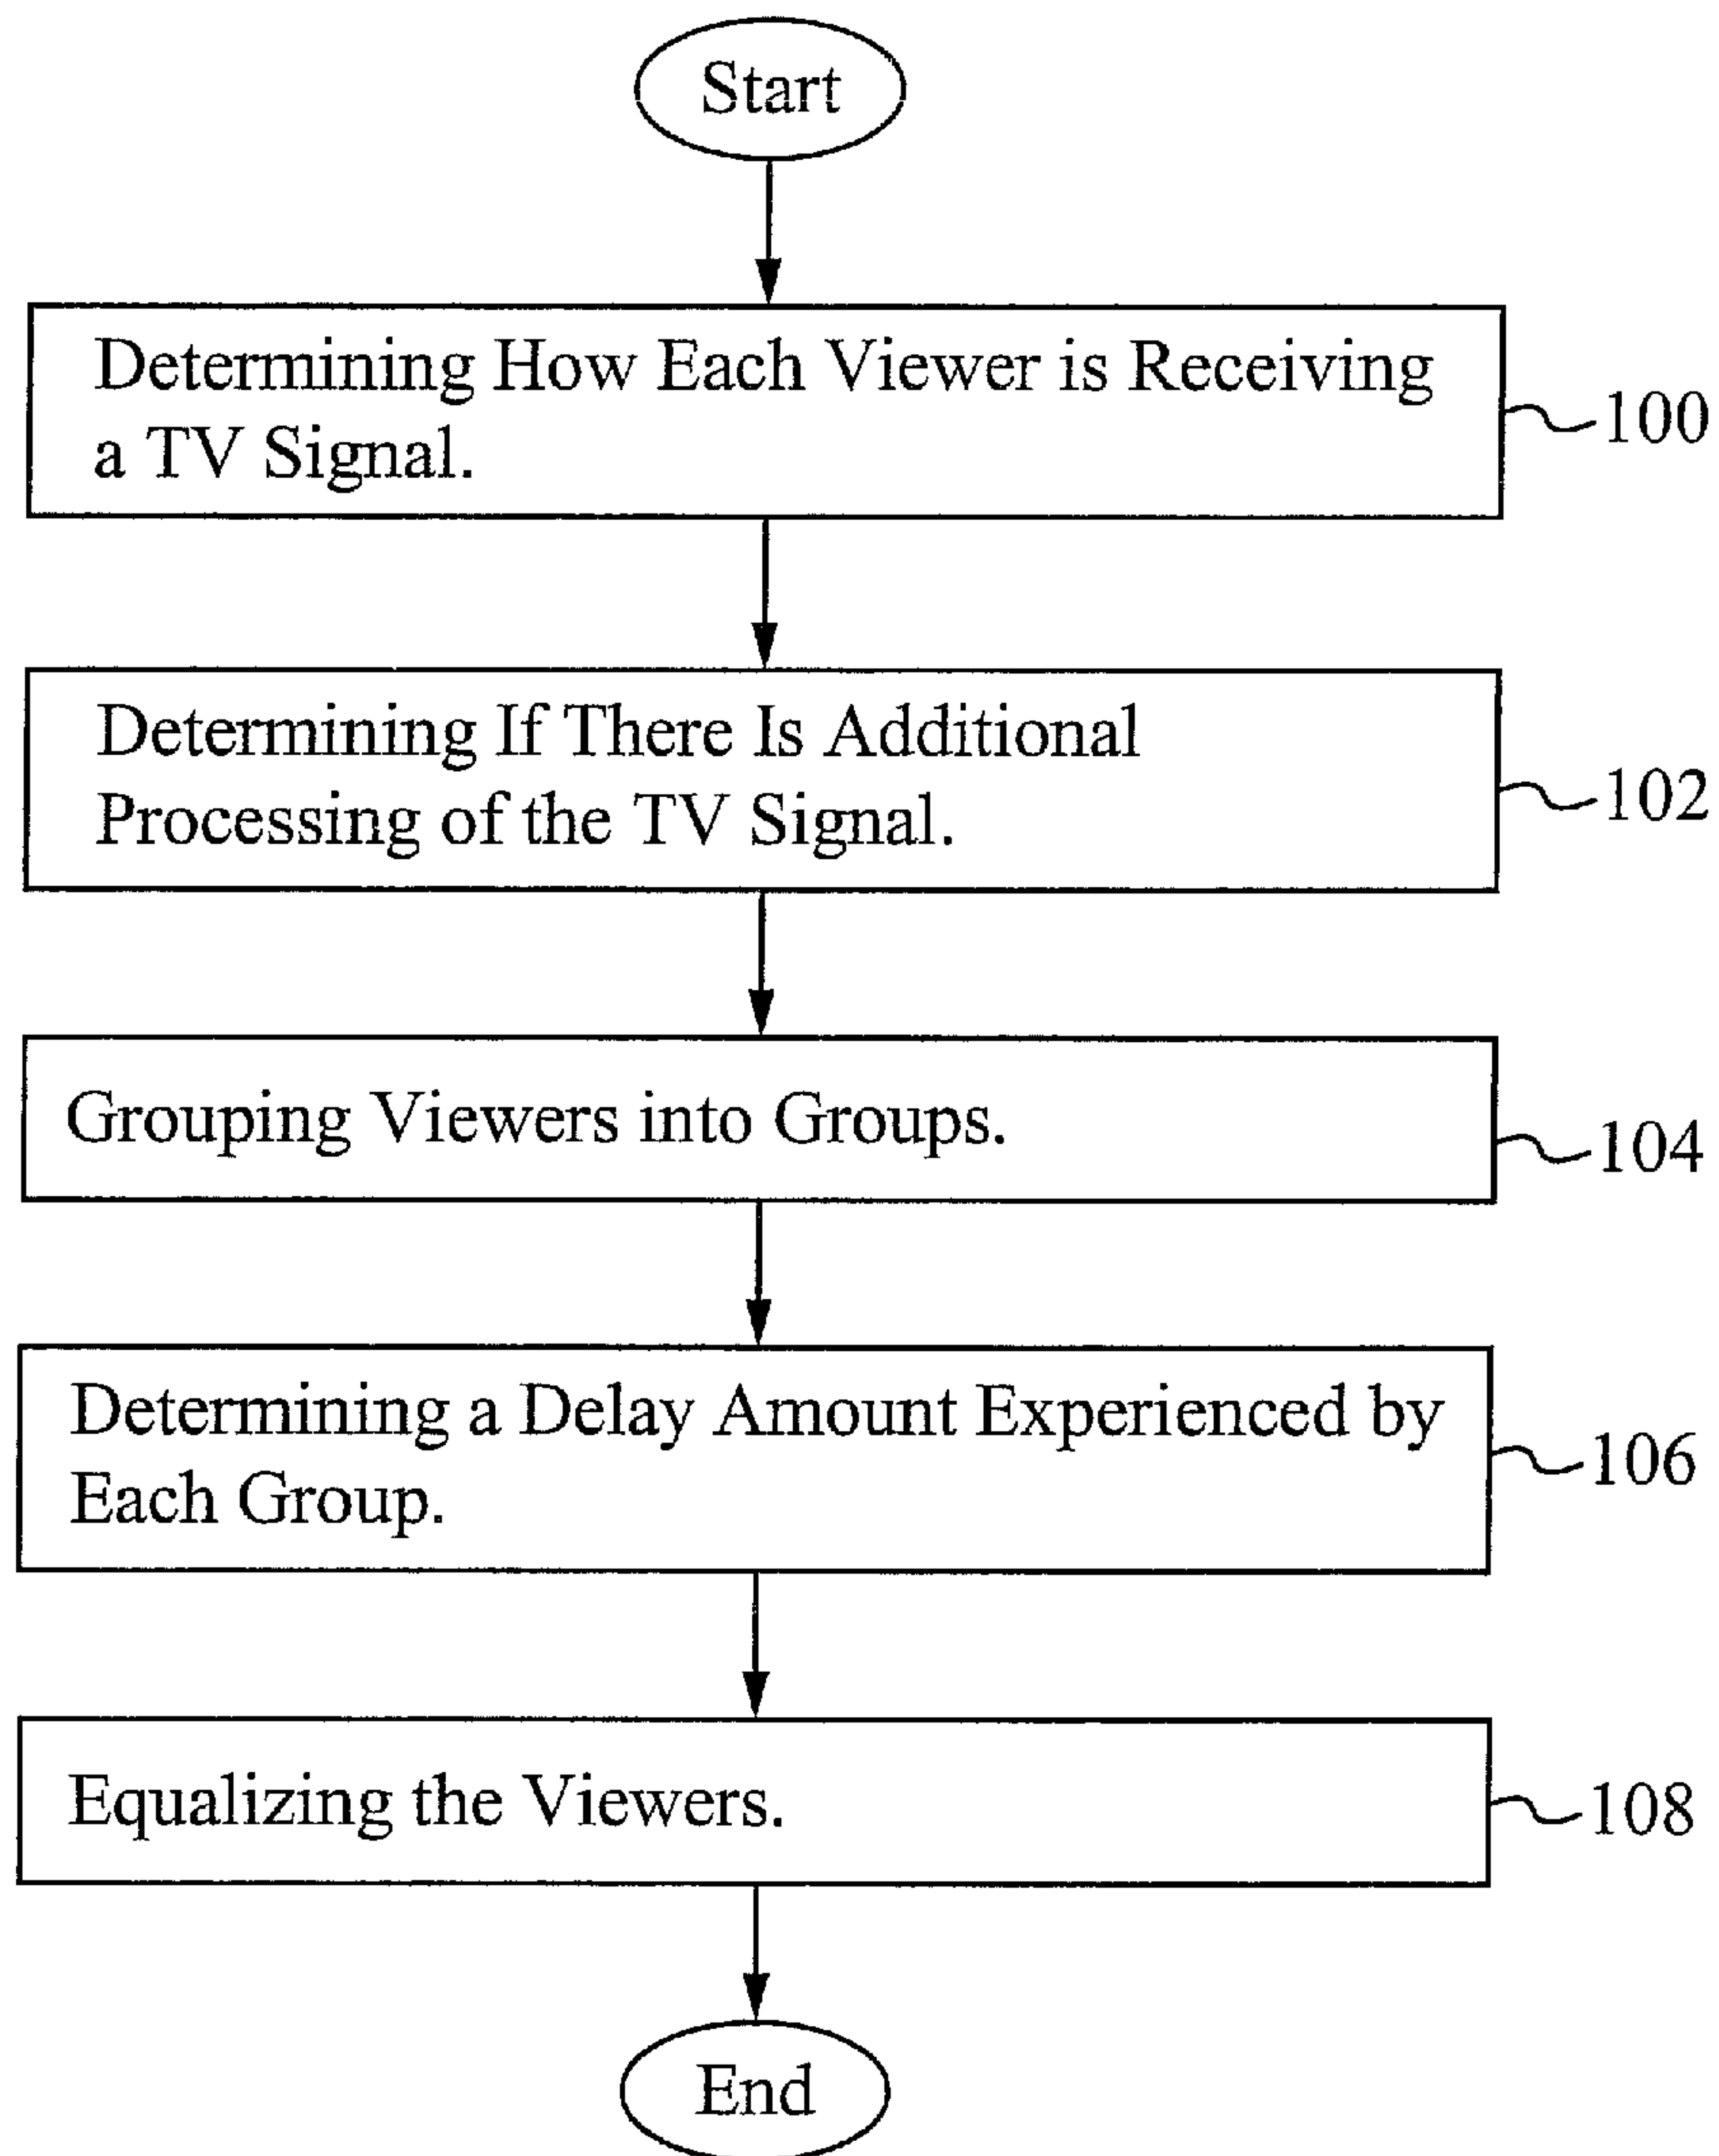 Start
Determining How Each Viewer is Receiving
a TV Signal.
100
Determining If There Is Additional
Processing of the TV Signal.
102
Grouping Viewers into Groups.
104
Determining a Delay Amount Experienced by
Each Group.
106
Equalizing the Viewers.
108
End